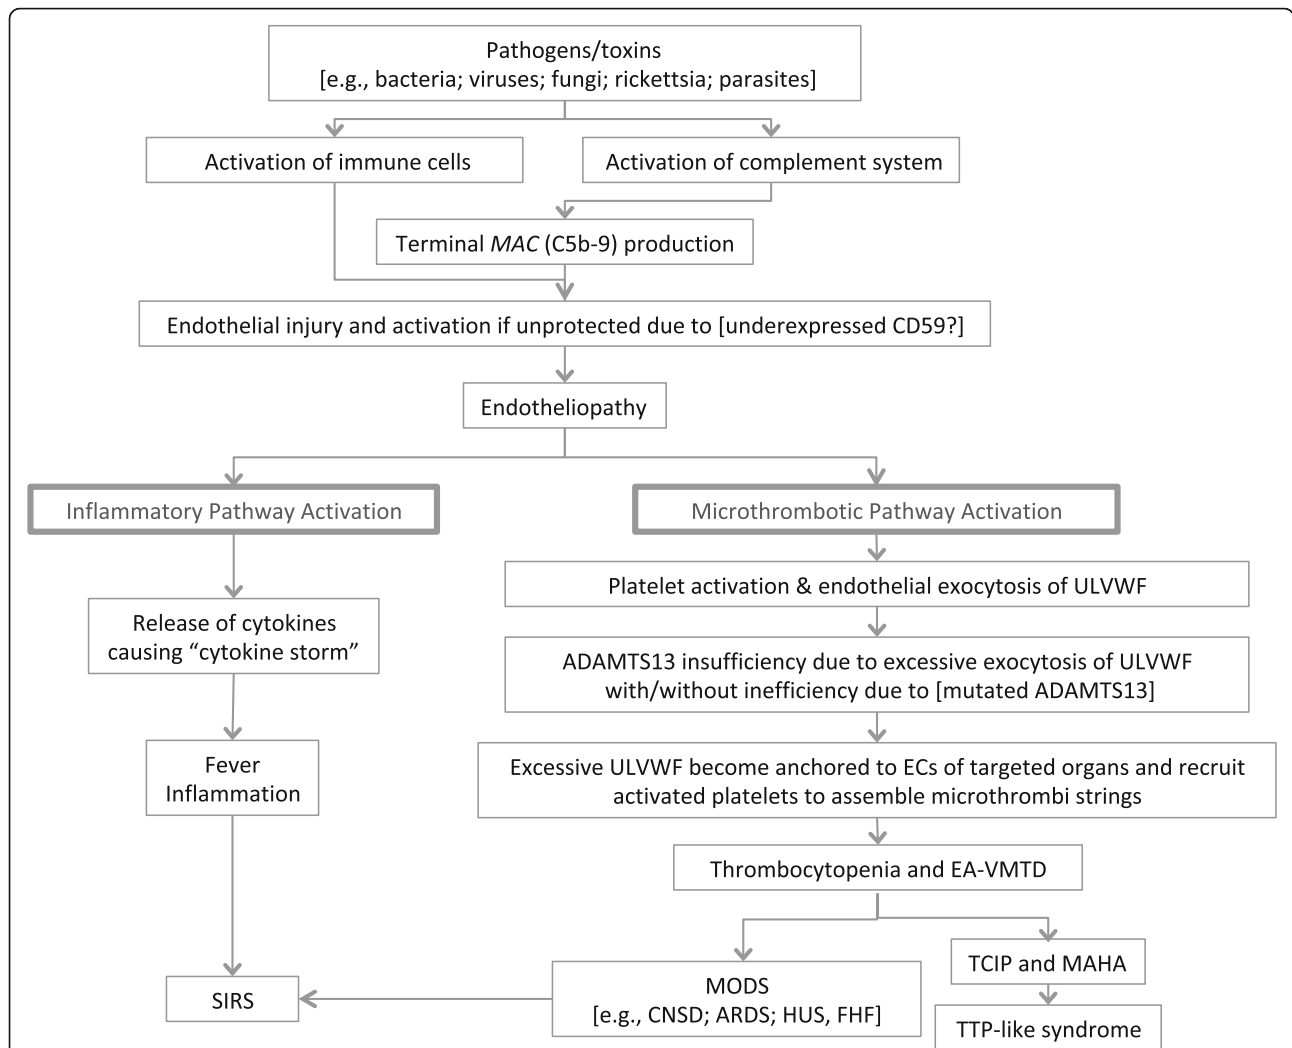 Pathogens/toxins
[e.g., bacteria; viruses; fungi; rickettsia; parasites]
Activation of immune cells
Activation of complement system
Terminal MAC (C5b-9) production
Endothelial injury and activation if unprotected due to [underexpressed CD59?]
Endotheliopathy
Inflammatory Pathway Activation
Microthrombotic Pathway Activation
Platelet activation & endothelial exocytosis of ULVWF
Release of cytokines
causing “cytokine storm”
ADAMTS13 insufficiency due to excessive exocytosis of ULVWF
with/without inefficiency due to [mutated ADAMTS13]
Fever
Inflammation
Excessive ULVWF become anchored to ECs of targeted organs and recruit
activated platelets to assemble microthrombi strings
Thrombocytopenia and EA-VMTD
SIRS
MODS
[e.g., CNSD; ARDS; HUS, FHF]
TCIP and MAHA
TTP-like syndrome